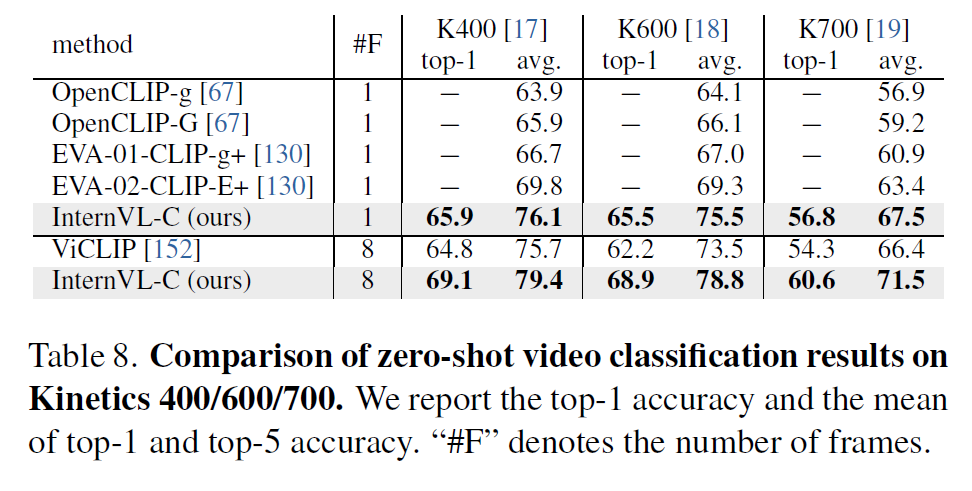 method #F K400 [17] K600 [18] K700 [19]
top-1 avg. top-1 avg. top-1 avg.
OpenCLIP-g [67] 1 — 63.9 — 64.1 — 56.9
OpenCLIP-G [67] 1 — 65.9 — 66.1 — 59.2
EVA-01-CLIP-g+ [130] 1 — 66.7 — 67.0 — 60.9
EVA-02-CLIP-E+ [130] 1 — 69.8 — 69.3 — 63.4
InternVL-C (ours) 1 65.9 76.1 65.5 75.5 56.8 67.5
ViCLIP [152] 8 64.8 75.7 62.2 73.5 54.3 66.4
InternVL-C (ours) 8 69.1 79.4 68.9 78.8 60.6 71.5
Table 8. Comparison of zero-shot video classification results on
Kinetics 400/600/700. We report the top-1 accuracy and the mean
of top-1 and top-5 accuracy. “#F” denotes the number of frames.